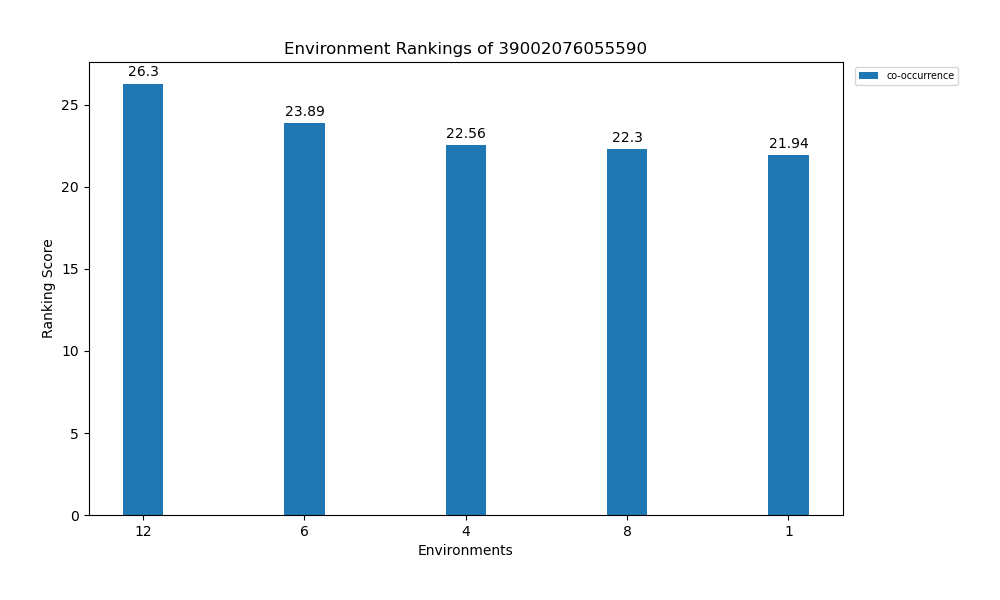 Environment Rankings of 39002076055590
co-occurrence
26.3
23.89
22.56
22.3
21.94
Ranking Score
25
20
15
10
5
0
12 6 4 8 1
Environments